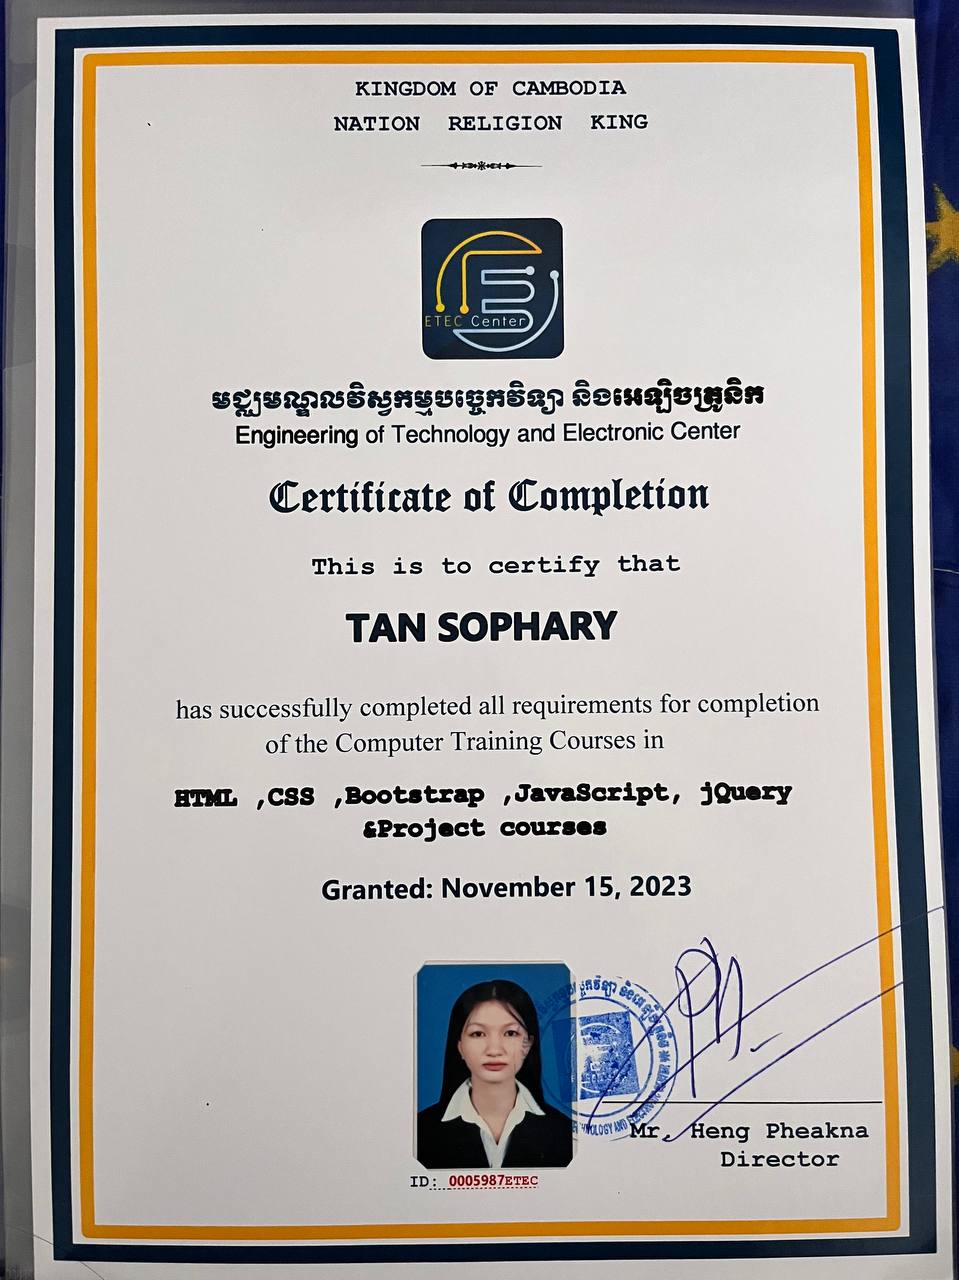 KINGDOM OF CAMBODIA
NATION RELIGION KING
ETEC Center
មជ្ឈមណ្ឌលវិស្វកម្មបច្ចេកវិទ្យា និងអេឡិចត្រូនិក
Engineering of Technology and Electronic Center
Certificate of Completion
This is to certify that
TAN SOPHARY
has successfully completed all requirements for completion
of the Computer Training Courses in
HTML ,CSS ,Bootstrap ,JavaScript, jQuery
&Project courses
Granted: November 15, 2023
Mr. Heng Pheakna
Director
ID: 0005987ETEC